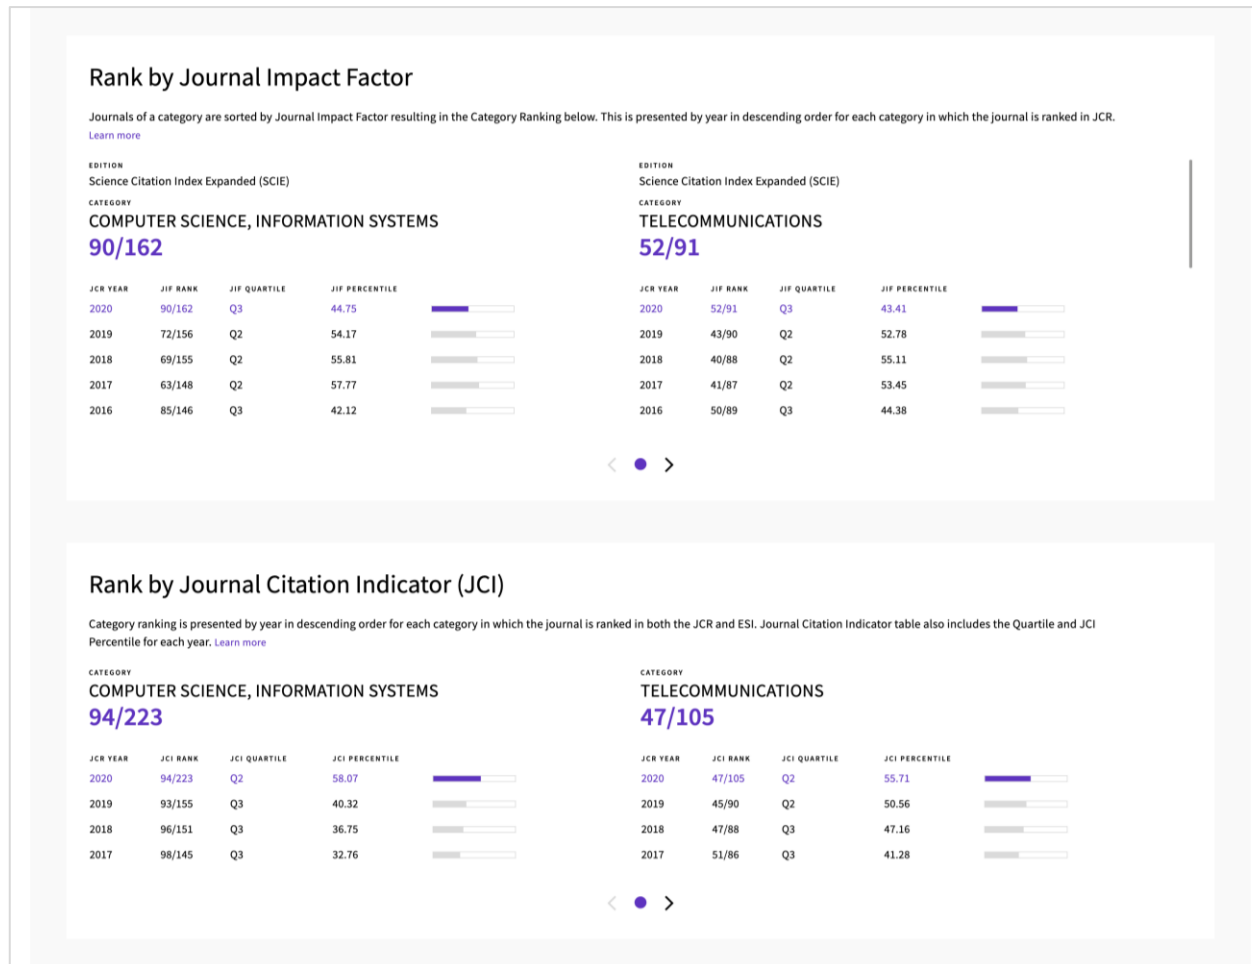 Rank by Journal Impact Factor
Journals of a category are sorted by Journal Impact Factor resulting in the Category Ranking below. This is presented by year in descending order for each category in which the journal is ranked in JCR.
Learn more
EDITION
Science Citation Index Expanded (SCIE)
CATEGORY
COMPUTER SCIENCE, INFORMATION SYSTEMS
90/162
JCR YEAR JIF RANK JIF QUARTILE JIF PERCENTILE
2020 90/162 Q3 44.75
2019 72/156 Q2 54.17
2018 69/155 Q2 55.81
2017 63/148 Q2 57.77
2016 85/146 Q3 42.12
EDITION
Science Citation Index Expanded (SCIE)
CATEGORY
TELECOMMUNICATIONS
52/91
JCR YEAR JIF RANK JIF QUARTILE JIF PERCENTILE
2020 52/91 Q3 43.41
2019 43/90 Q2 52.78
2018 40/88 Q2 55.11
2017 41/87 Q2 53.45
2016 50/89 Q3 44.38
Rank by Journal Citation Indicator (JCI)
Category ranking is presented by year in descending order for each category in which the journal is ranked in both the JCR and ESI. Journal Citation Indicator table also includes the Quartile and JCI
Percentile for each year. Learn more
CATEGORY
COMPUTER SCIENCE, INFORMATION SYSTEMS
94/223
JCR YEAR JCI RANK JCI QUARTILE JCI PERCENTILE
2020 94/223 Q2 58.07
2019 93/155 Q3 40.32
2018 96/151 Q3 36.75
2017 98/145 Q3 32.76
CATEGORY
TELECOMMUNICATIONS
47/105
JCR YEAR JCI RANK JCI QUARTILE JCI PERCENTILE
2020 47/105 Q2 55.71
2019 45/90 Q2 50.56
2018 47/88 Q3 47.16
2017 51/86 Q3 41.28